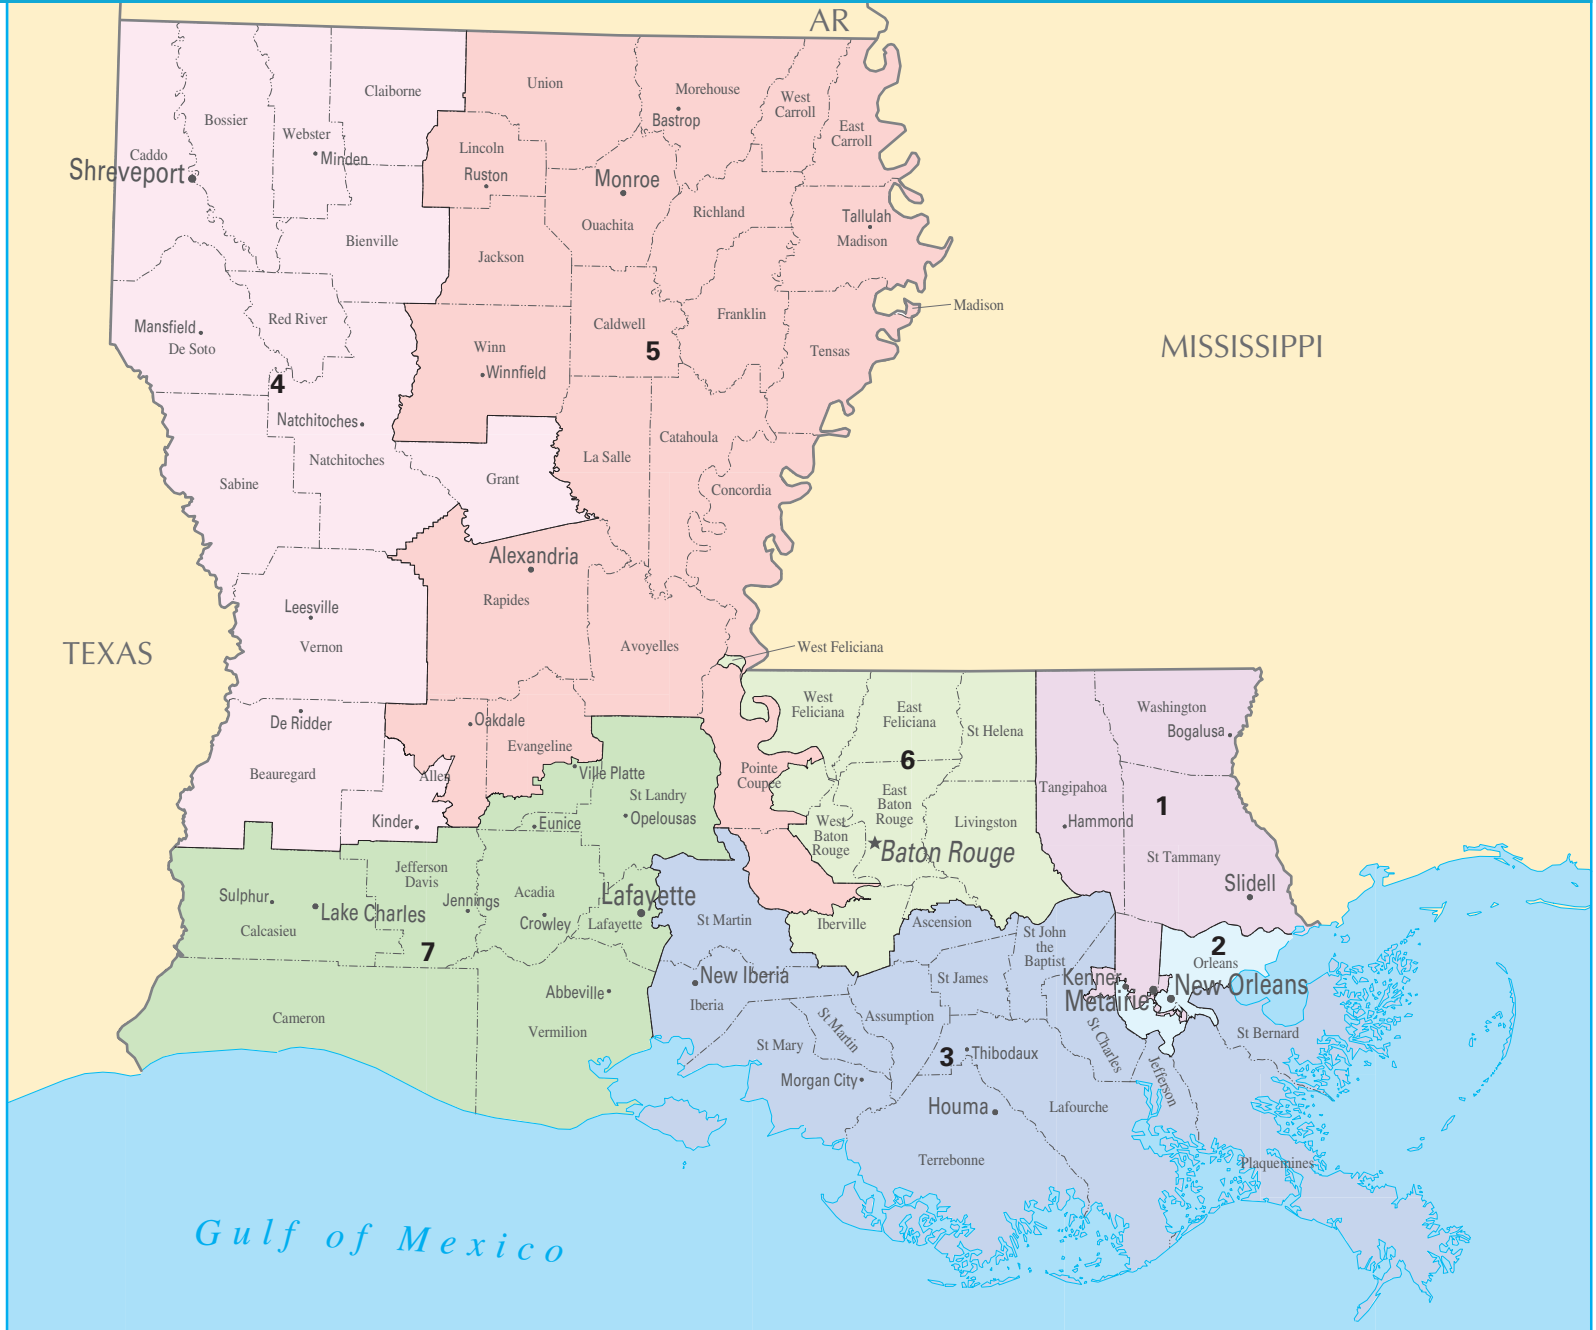 AR
Union
Claiborne
Morehouse
West
Carroll
Bossier
Bastrop
East
Carroll
Webster
Caddo
Lincoln
Minden
Shreveport
Ruston
Monroe
Richland
Tallulah
Ouachita
Bienville
Madison
Jackson
Madison
Red River
Franklin
Mansfield
Caldwell
De Soto
Winn
5
Tensas
MISSISSIPPI
Winnfield
4
Natchitoches
Catahoula
Natchitoches
La Salle
Sabine
Grant
Concordia
Alexandria
Rapides
Leesville
Vernon
Avoyelles
West Feliciana
TEXAS
West
Feliciana
East
Feliciana
Washington
De Ridder
Oakdale
St Helena
Bogalusa
Evangeline
6
Beauregard
Allen
Ville Platte
Pointe
Coupee
Tangipahoa
St Landry
East
Baton
Rouge
1
Kinder
Eunice
Opelousas
West
Baton
Rouge
Livingston
Hammond
Baton Rouge
St Tammany
Jefferson
Davis
Slidell
Sulphur
Jennings
Acadia
Lafayette
Lake Charles
Crowley
Lafayette
St Martin
Iberville
Ascension
Calcasieu
St John
the
Baptist
7
2
Orleans
New Iberia
St James
Kenner
New Orleans
Abbeville
Iberia
Metairie
Cameron
Assumption
Vermilion
St Martin
St Charles
St Bernard
St Mary
3
Thibodaux
Morgan City
Jefferson
Houma
Lafourche
Terrebonne
Plaquemines
Gulf of Mexico